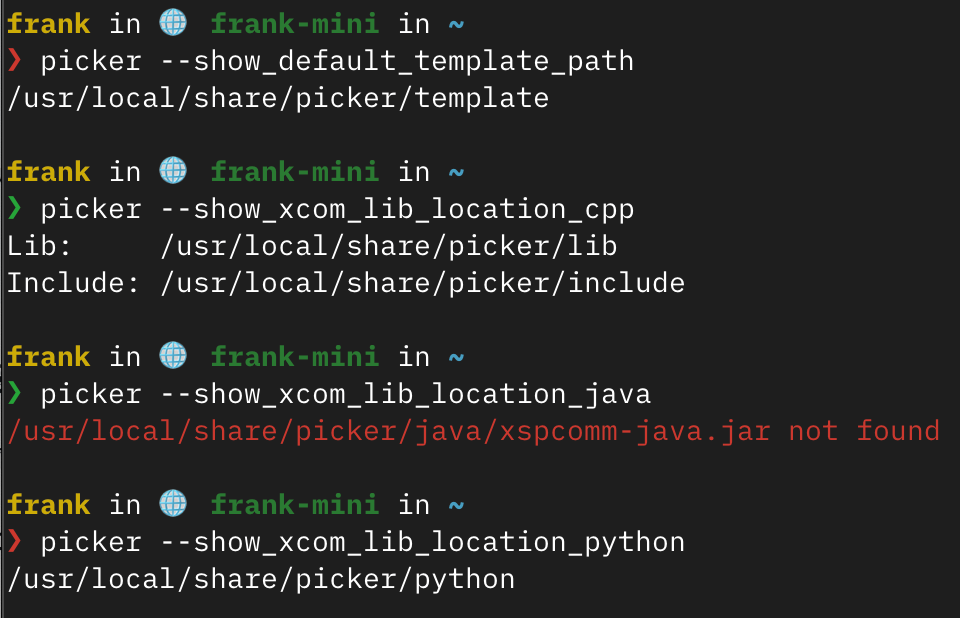 frank in 🌐 frank-mini in ~
❯ picker --show_default_template_path
/usr/local/share/picker/template
frank in 🌐 frank-mini in ~
❯ picker --show_xcom_lib_location_cpp
Lib:     /usr/local/share/picker/lib
Include: /usr/local/share/picker/include
frank in 🌐 frank-mini in ~
❯ picker --show_xcom_lib_location_java
/usr/local/share/picker/java/xspcomm-java.jar not found
frank in 🌐 frank-mini in ~
❯ picker --show_xcom_lib_location_python
/usr/local/share/picker/python